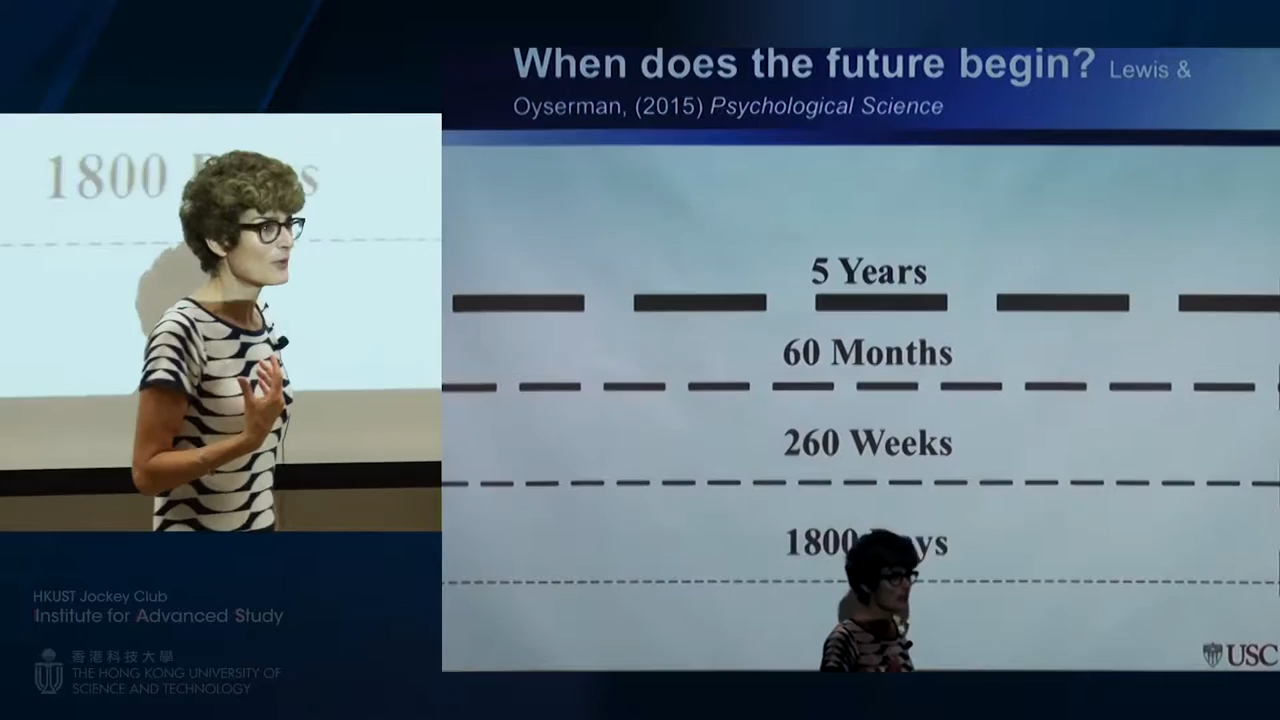 When does the future begin? Lewis &
Oyserman, (2015) Psychological Science
5 Years
60 Months
260 Weeks
1800
USC
1800
HKUST Jockey Club
Institute for Advanced Study
香港科技大學
THE HONG KONG UNIVERSITY OF
SCIENCE AND TECHNOLOGY